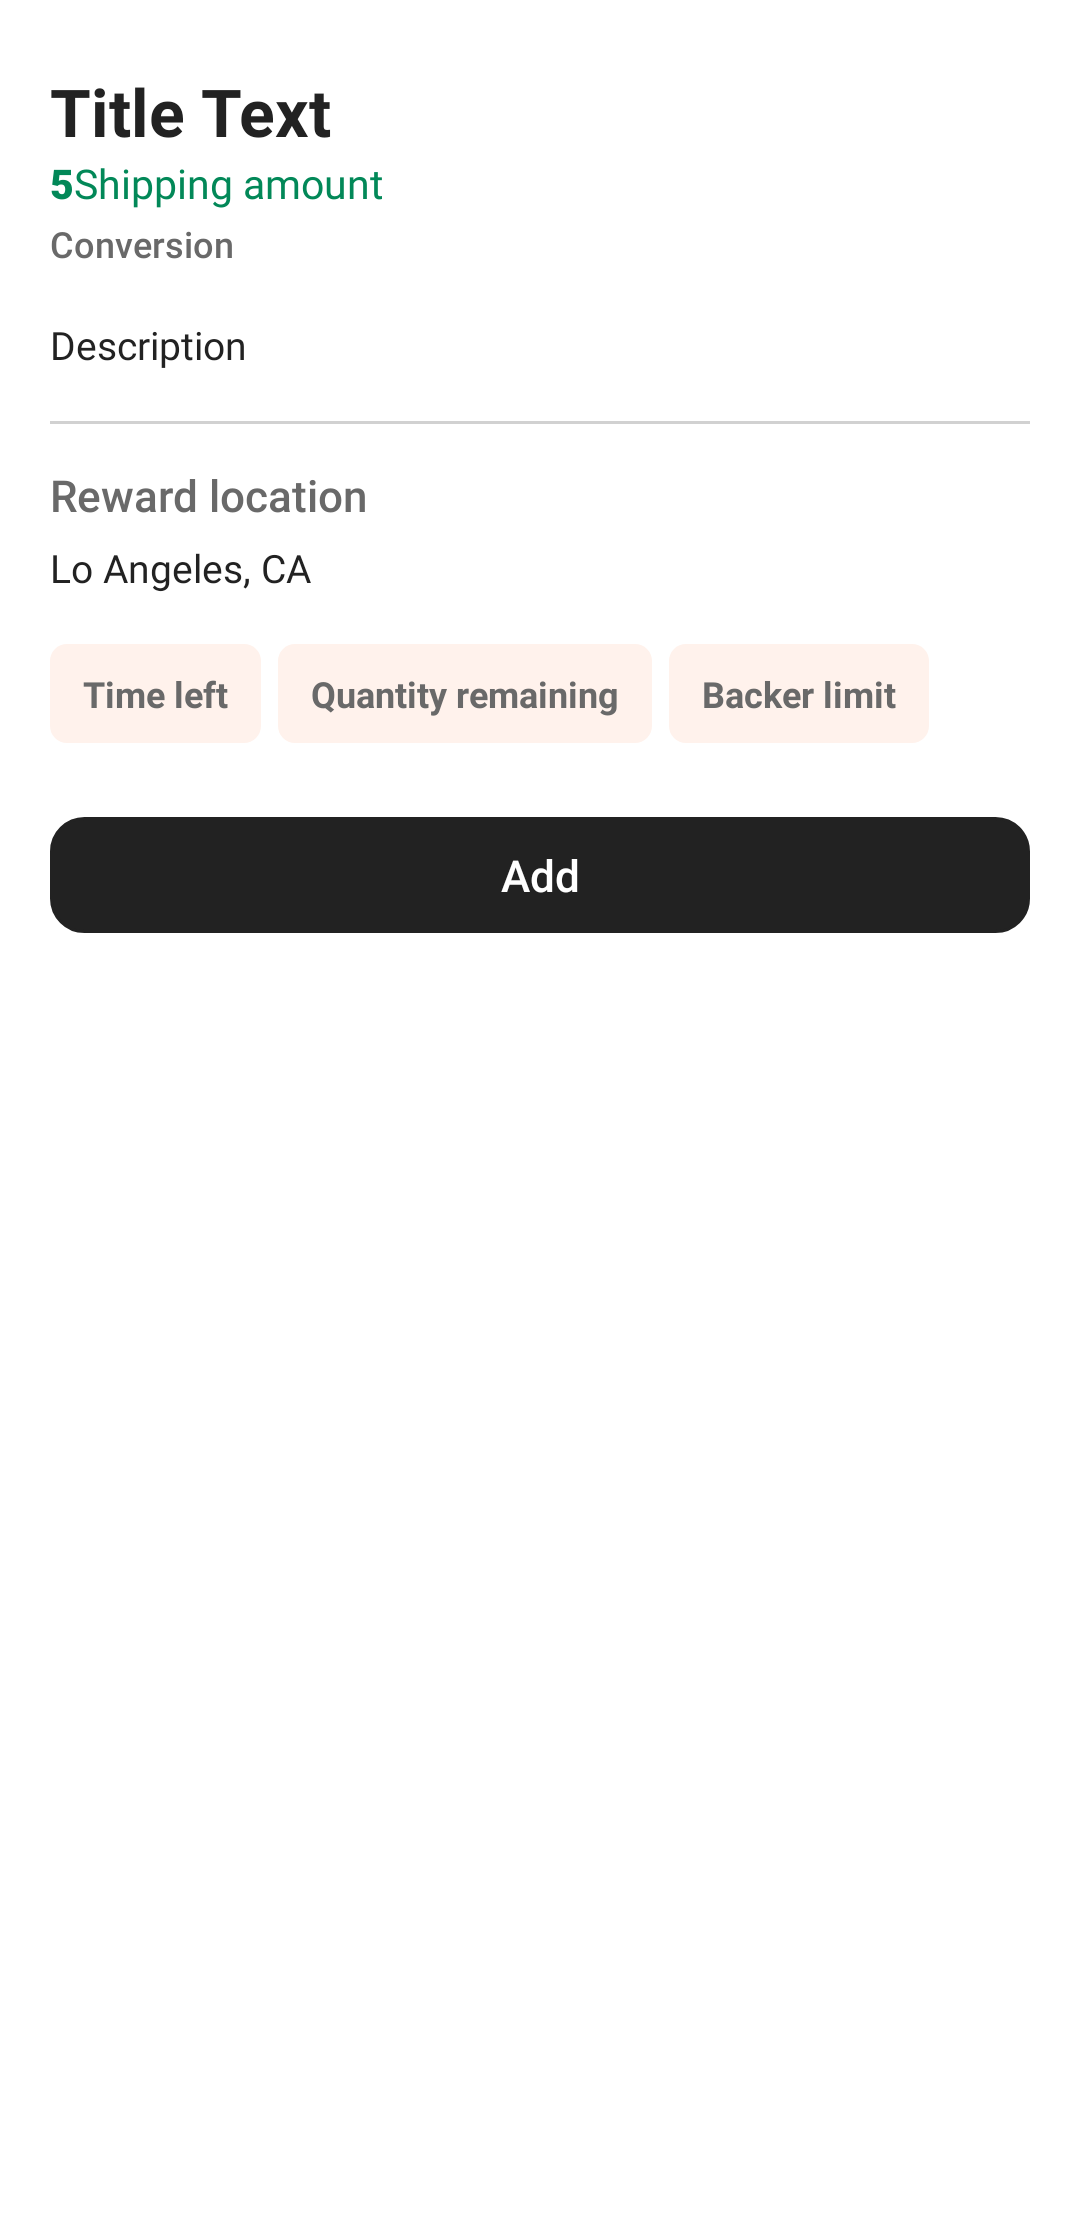 Title Text
5Shipping amount
Conversion
Description
Reward location
Lo Angeles, CA
Time left Quantity remaining Backer limit
Add